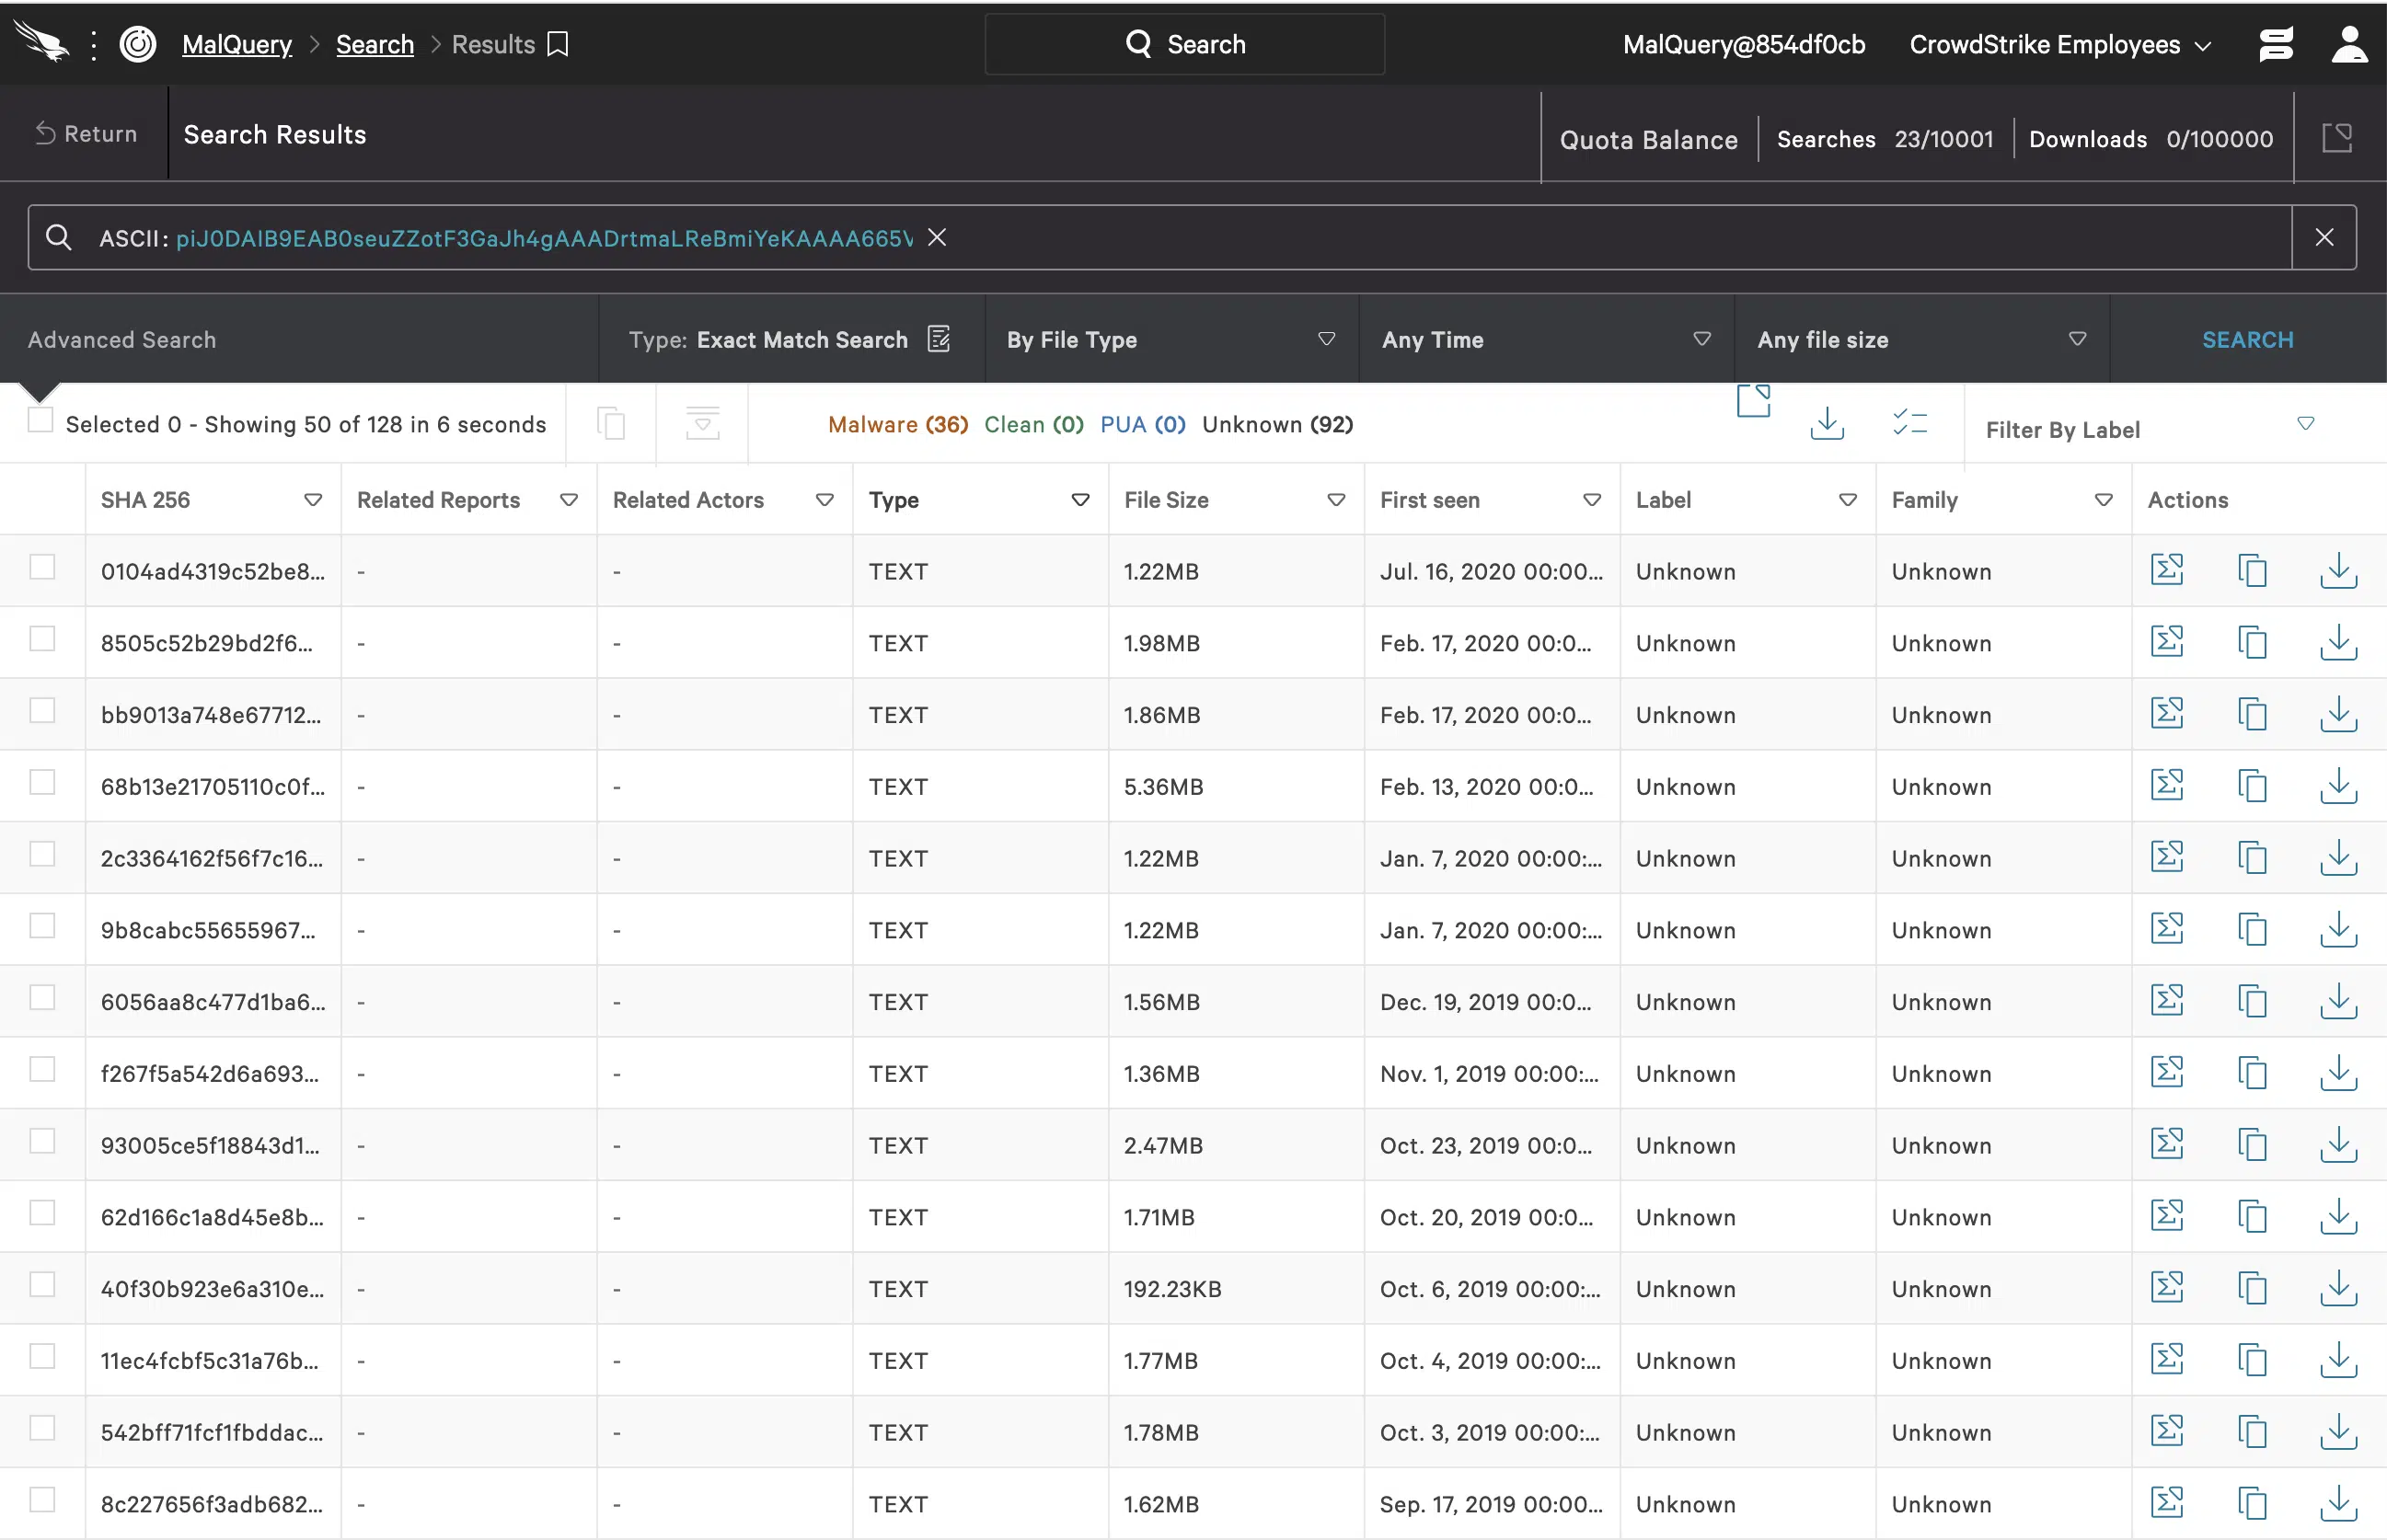 MalQuery > Search > Results
Search
MalQuery@854df0cb CrowdStrike Employees
Return
Search Results
Quota Balance Searches 23/10001 Downloads 0/100000
ASCII: piJ0DAIB9EAB0seuZZotF3GaJh4gAAADrtmaLReBmiYeKAAAA665V
Advanced Search Type: Exact Match Search By File Type Any Time Any file size SEARCH
Selected 0 - Showing 50 of 128 in 6 seconds Malware (36) Clean (0) PUA (0) Unknown (92) Filter By Label
SHA 256 Related Reports Related Actors Type File Size First seen Label Family Actions
0104ad4319c52be8... - - TEXT 1.22MB Jul. 16, 2020 00:00... Unknown Unknown
8505c52b29bd2f6... - - TEXT 1.98MB Feb. 17, 2020 00:0... Unknown Unknown
bb9013a748e67712... - - TEXT 1.86MB Feb. 17, 2020 00:0... Unknown Unknown
68b13e21705110c0f... - - TEXT 5.36MB Feb. 13, 2020 00:0... Unknown Unknown
2c3364162f56f7c16... - - TEXT 1.22MB Jan. 7, 2020 00:00:... Unknown Unknown
9b8cabc55655967... - - TEXT 1.22MB Jan. 7, 2020 00:00:... Unknown Unknown
6056aa8c477d1ba6... - - TEXT 1.56MB Dec. 19, 2019 00:0... Unknown Unknown
f267f5a542d6a693... - - TEXT 1.36MB Nov. 1, 2019 00:00:... Unknown Unknown
93005ce5f18843d1... - - TEXT 2.47MB Oct. 23, 2019 00:0... Unknown Unknown
62d166c1a8d45e8b... - - TEXT 1.71MB Oct. 20, 2019 00:0... Unknown Unknown
40f30b923e6a310e... - - TEXT 192.23KB Oct. 6, 2019 00:00:... Unknown Unknown
11ec4fcbf5c31a76b... - - TEXT 1.77MB Oct. 4, 2019 00:00:... Unknown Unknown
542bff71fcf1fbddac... - - TEXT 1.78MB Oct. 3, 2019 00:00:... Unknown Unknown
8c227656f3adb682... - - TEXT 1.62MB Sep. 17, 2019 00:00... Unknown Unknown